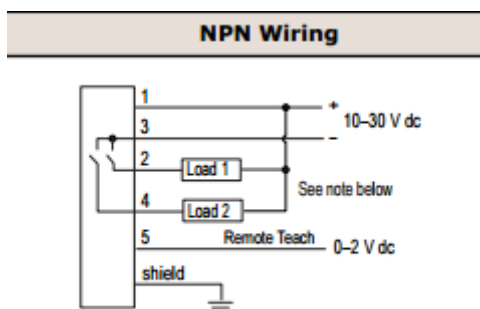 NPN Wiring
1
+
10–30 V dc
3
–
2
Load 1
See note below
4
Load 2
5
Remote Teach
0–2 V dc
shield